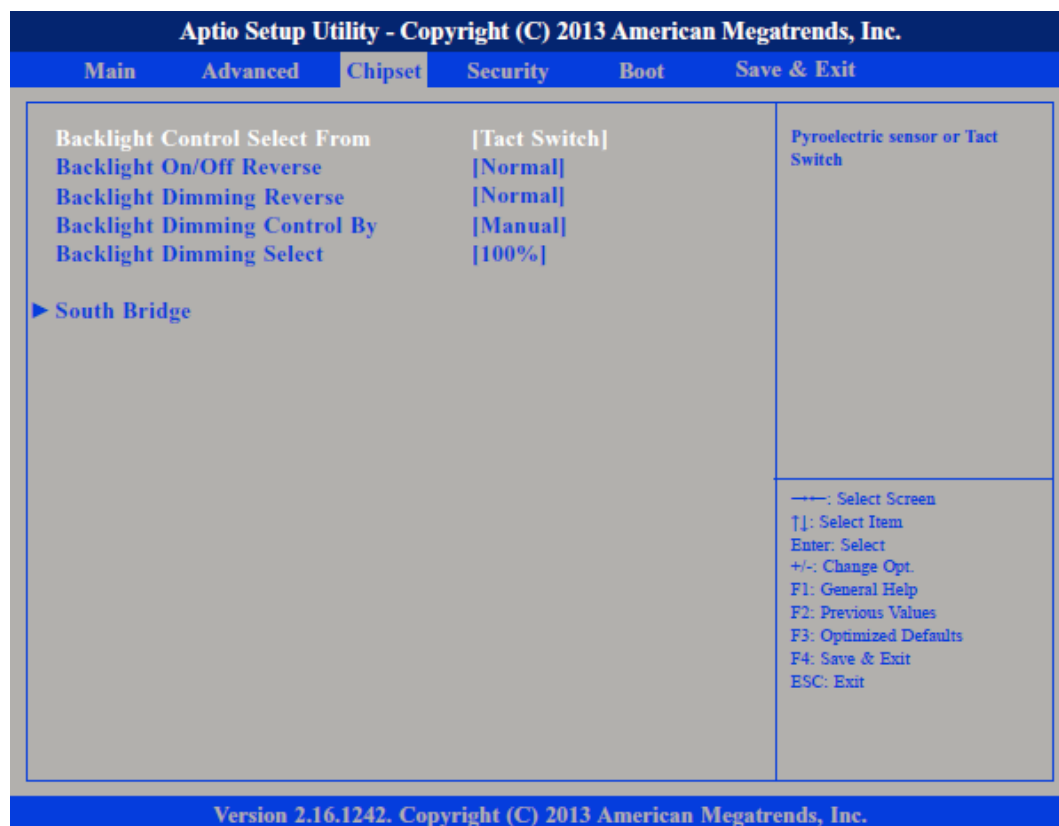 Aptio Setup Utility - Copyright (C) 2013 American Megatrends, Inc.
Main Advanced Chipset Security Boot Save & Exit
Backlight Control Select From [Tact Switch]
Backlight On/Off Reverse [Normal]
Backlight Dimming Reverse [Normal]
Backlight Dimming Control By [Manual]
Backlight Dimming Select [100%]
► South Bridge
Pyroelectric sensor or Tact
Switch
→←: Select Screen
↑↓: Select Item
Enter: Select
+/-: Change Opt.
F1: General Help
F2: Previous Values
F3: Optimized Defaults
F4: Save & Exit
ESC: Exit
Version 2.16.1242. Copyright (C) 2013 American Megatrends, Inc.